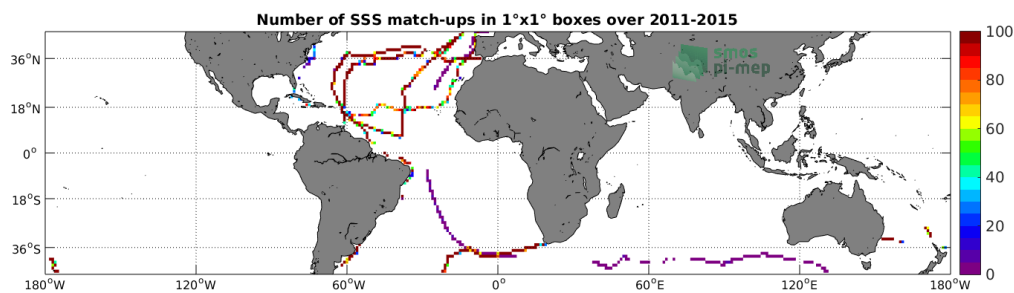 Number of SSS match-ups in 1°x1° boxes over 2011-2015
smos
pi-mep
36°N
18°N
0°
18°S
36°S
180°W 120°W 60°W 0° 60°E 120°E 180°W
100
80
60
40
20
0